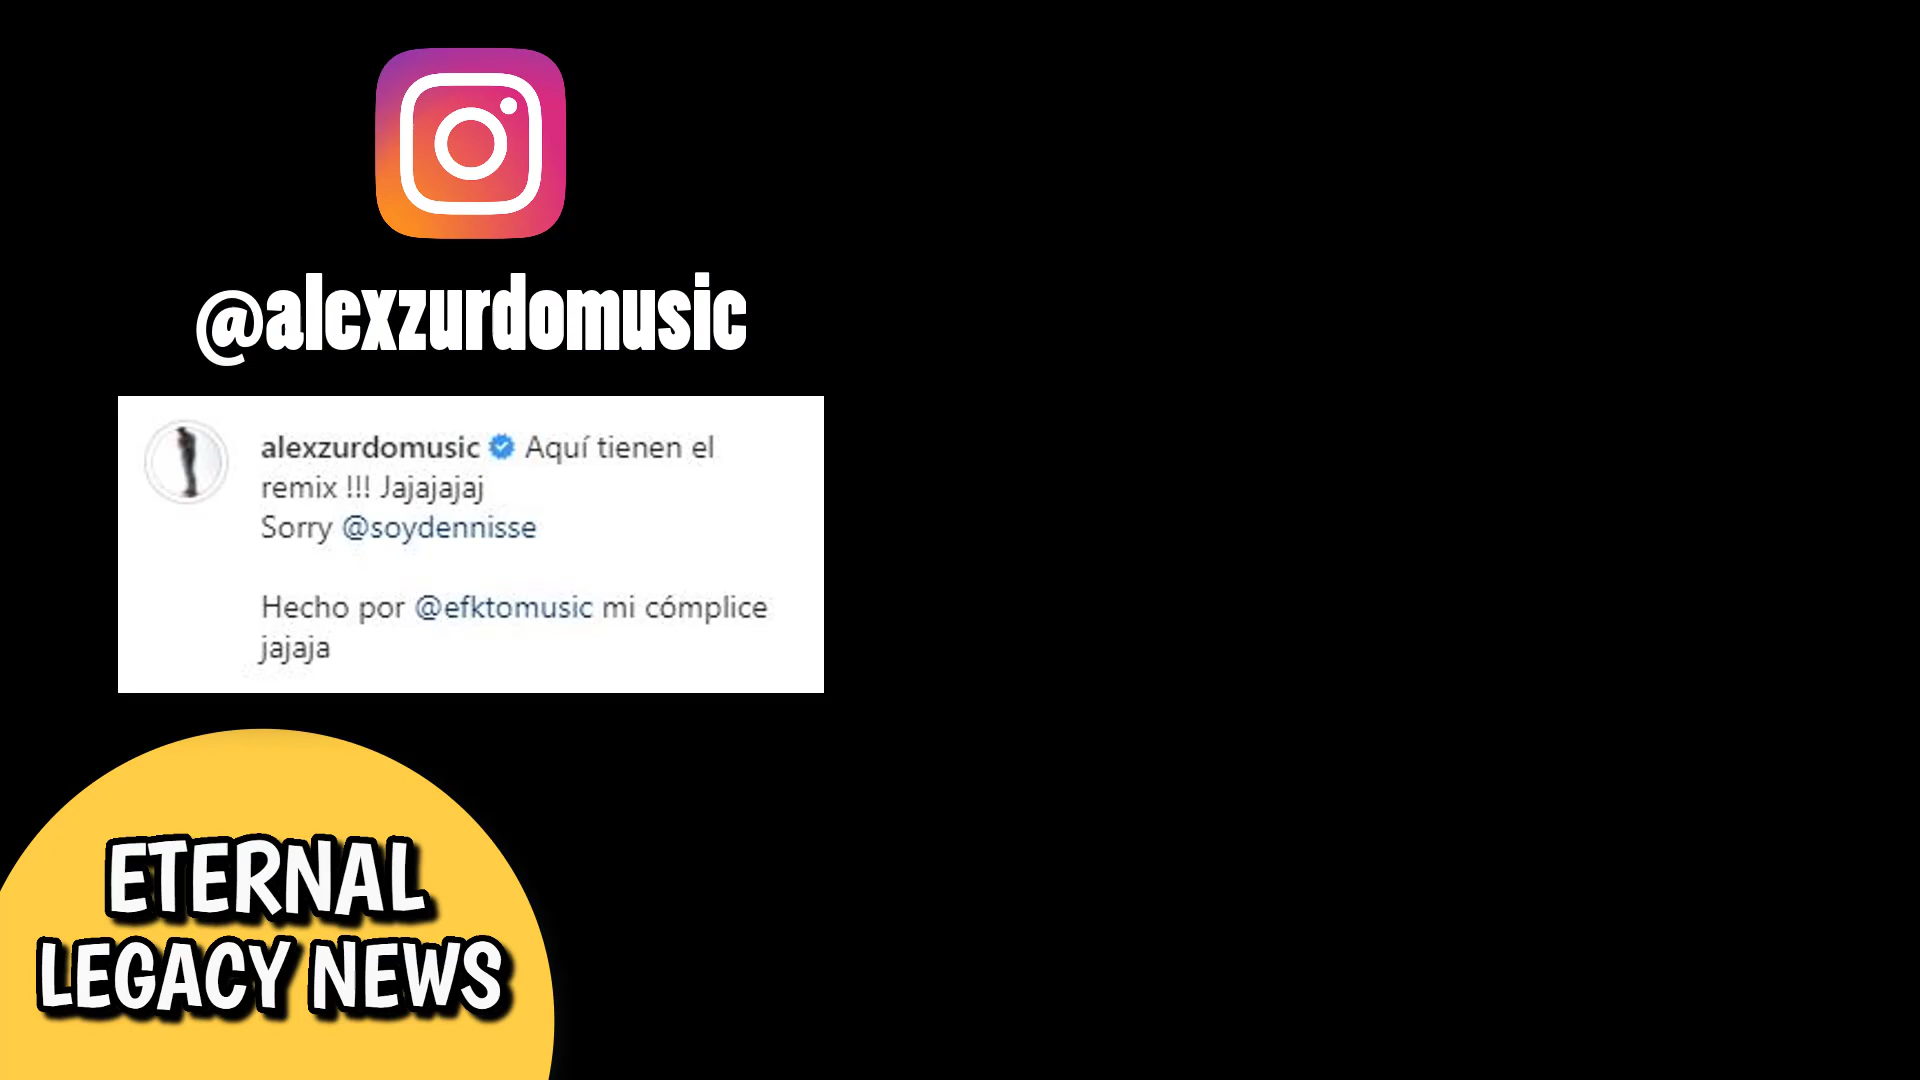 @alexzurdomusic
alexzurdomusic Aquí tienen el
remix !!! Jajajajaj
Sorry @soydennisse
Hecho por @efktomusic mi cómplice
jajaja
ETERNAL
LEGACY NEWS